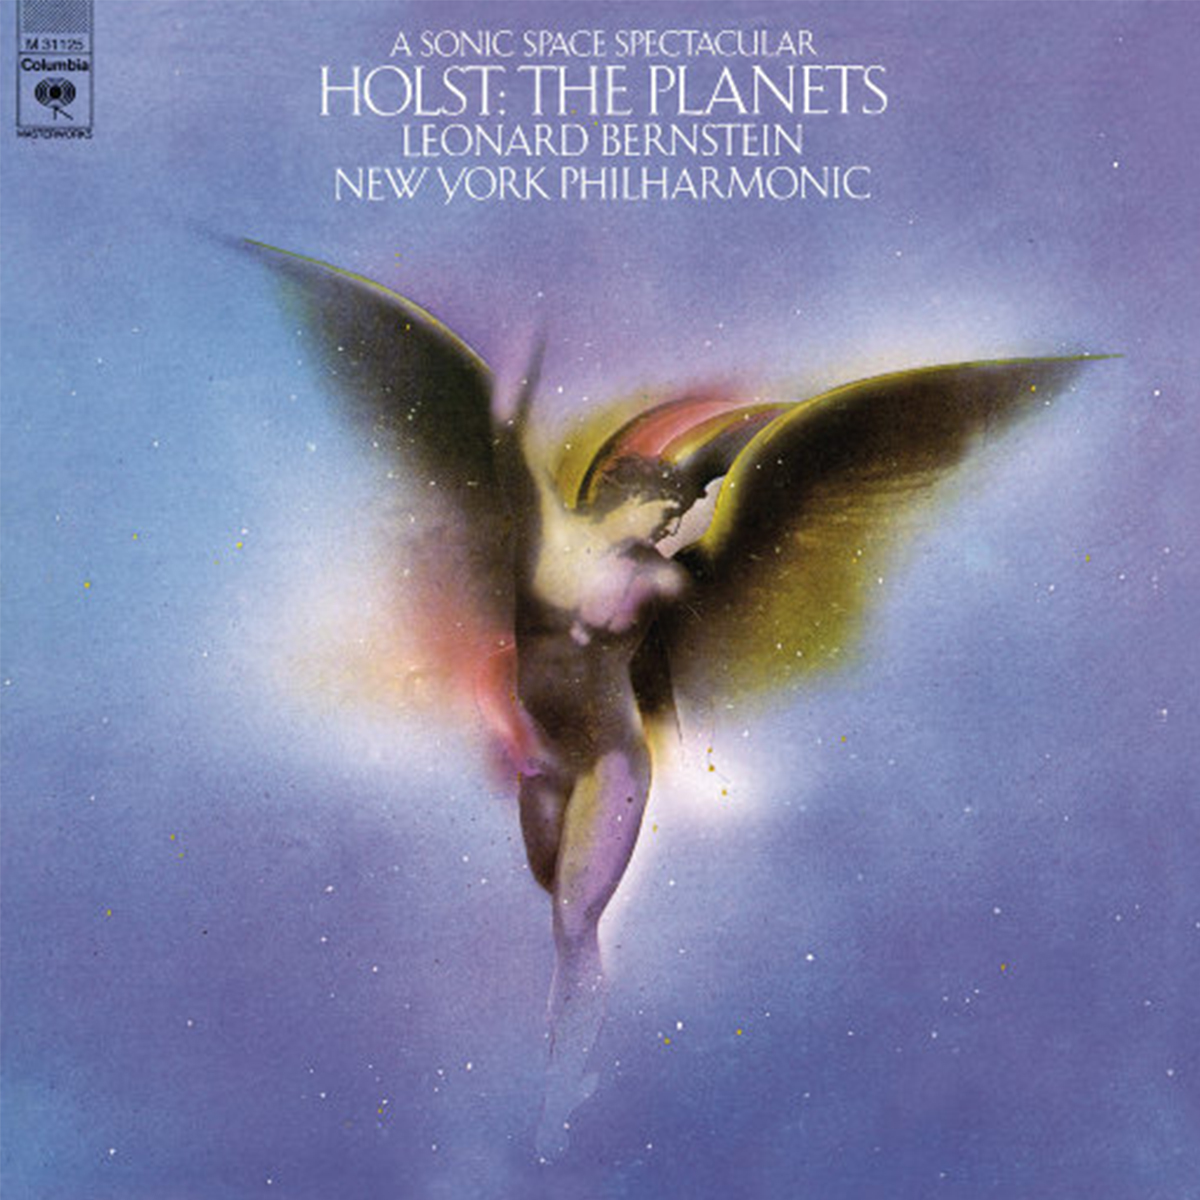 M 31125
Columbia
MASTERWORKS
A SONIC SPACE SPECTACULAR
HOLST: THE PLANETS
LEONARD BERNSTEIN
NEW YORK PHILHARMONIC